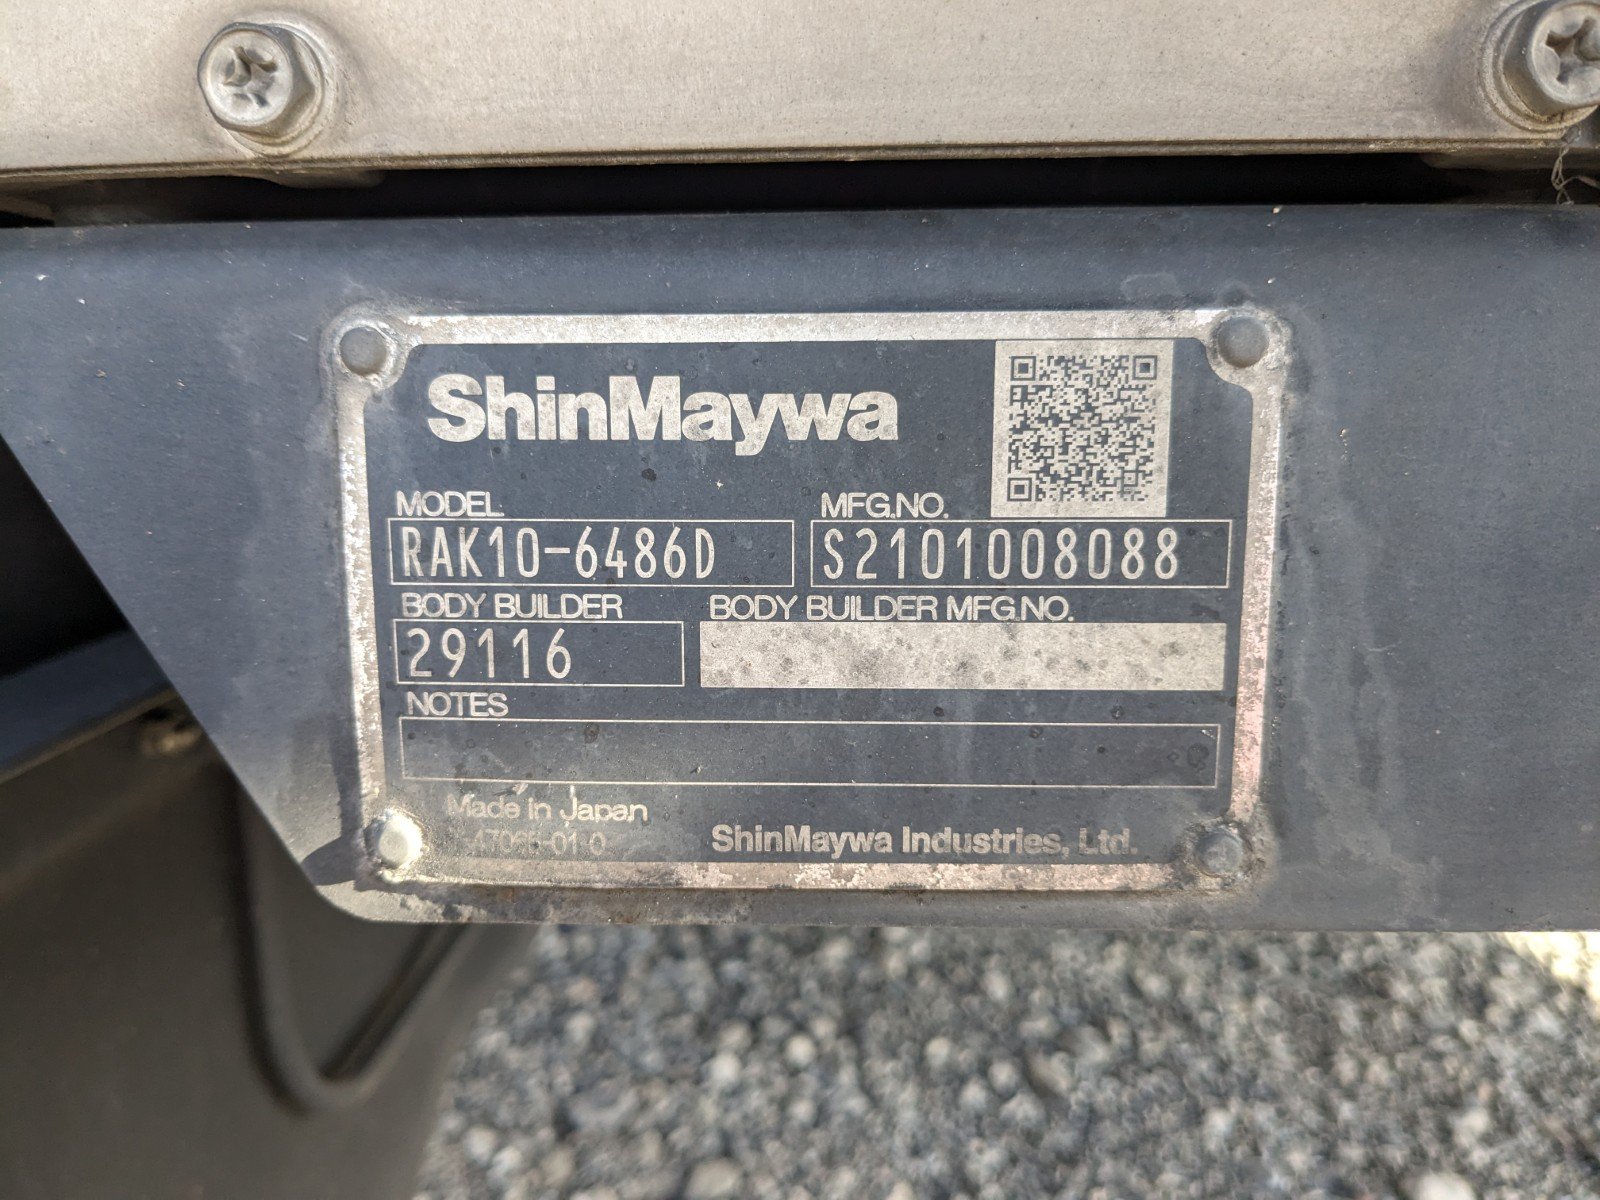 ShinMaywa
MODEL MFG.NO.
RAK10-6486D S2101008088
BODY BUILDER BODY BUILDER MFG.NO.
29116
NOTES
Made in Japan
ShinMaywa Industries, Ltd.